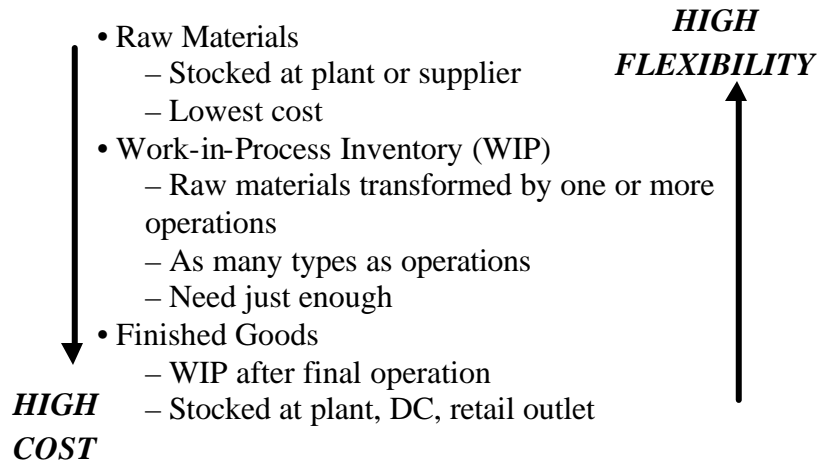 HIGH
FLEXIBILITY
• Raw Materials
– Stocked at plant or supplier
– Lowest cost
• Work-in-Process Inventory (WIP)
– Raw materials transformed by one or more
operations
– As many types as operations
– Need just enough
• Finished Goods
– WIP after final operation
– Stocked at plant, DC, retail outlet
HIGH
COST